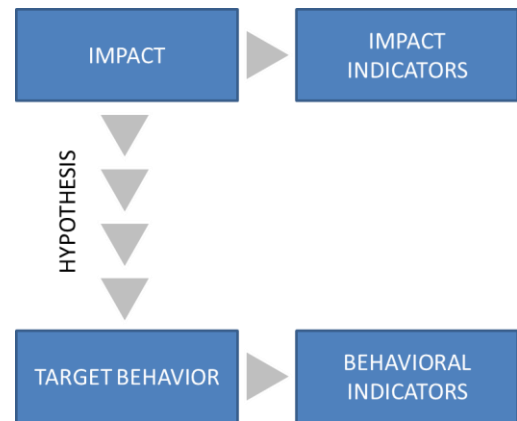 IMPACT
IMPACT
INDICATORS
HYPOTHESIS
TARGET BEHAVIOR
BEHAVIORAL
INDICATORS